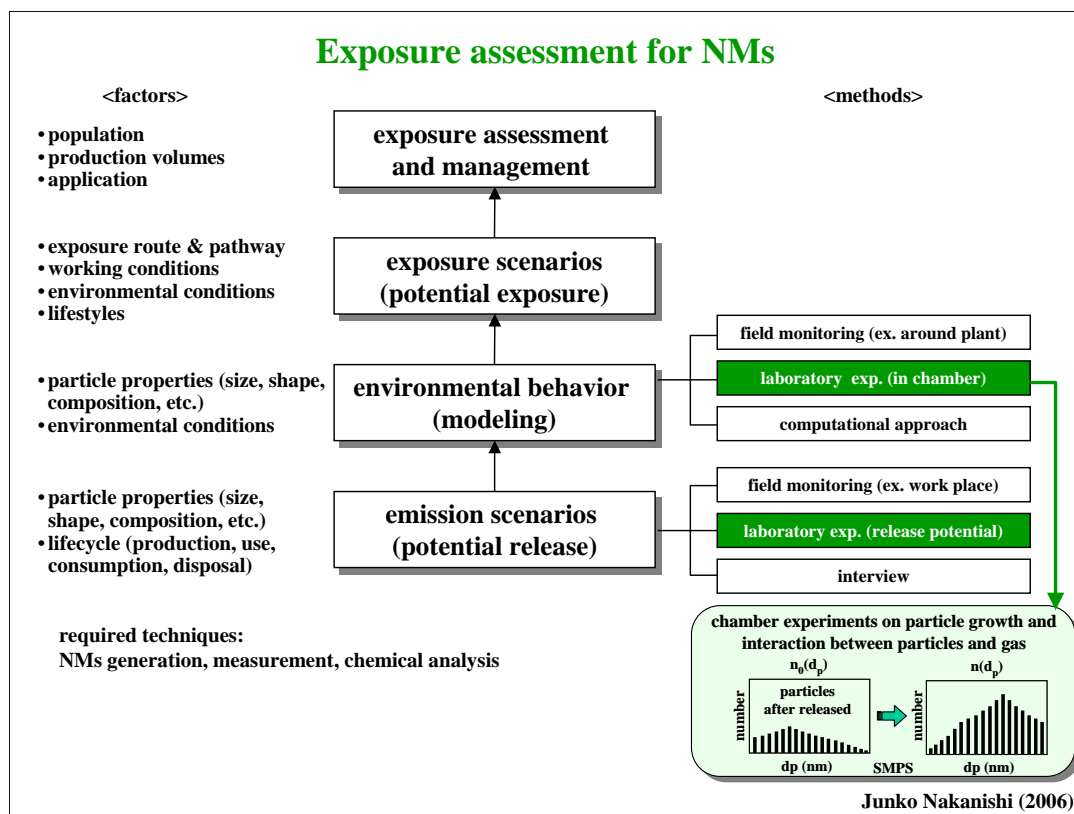 Exposure assessment for NMs
<factors>
<methods>
• population
• production volumes
• application
exposure assessment
and management
• exposure route & pathway
• working conditions
• environmental conditions
• lifestyles
exposure scenarios
(potential exposure)
• particle properties (size, shape,
composition, etc.)
• environmental conditions
environmental behavior
(modeling)
field monitoring (ex. around plant)
laboratory exp. (in chamber)
computational approach
• particle properties (size,
shape, composition, etc.)
• lifecycle (production, use,
consumption, disposal)
emission scenarios
(potential release)
field monitoring (ex. work place)
laboratory exp. (release potential)
interview
required techniques:
NMs generation, measurement, chemical analysis
chamber experiments on particle growth and
interaction between particles and gas
n0(dp)
number
particles
after released
dp (nm)
SMPS
n(dp)
number
dp (nm)
Junko Nakanishi (2006)